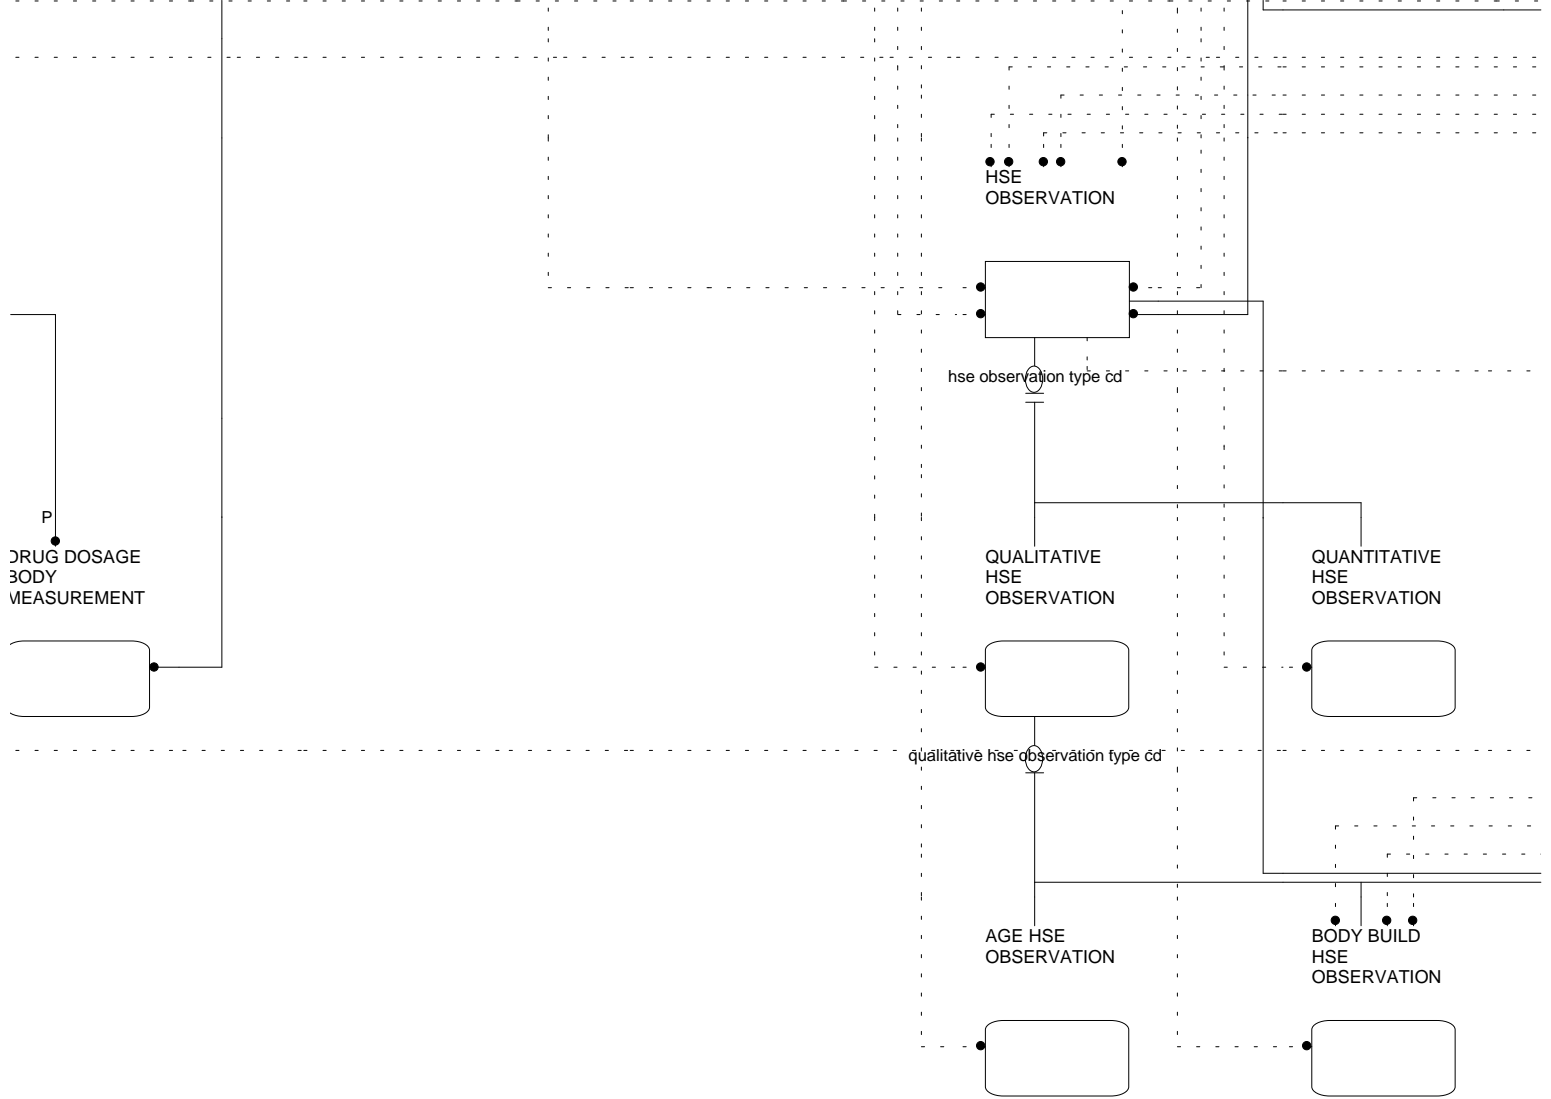 HSE
OBSERVATION
hse observation type cd
P
DRUG DOSAGE
BODY
MEASUREMENT
QUALITATIVE
HSE
OBSERVATION
QUANTITATIVE
HSE
OBSERVATION
qualitative hse observation type cd
AGE HSE
OBSERVATION
BODY BUILD
HSE
OBSERVATION